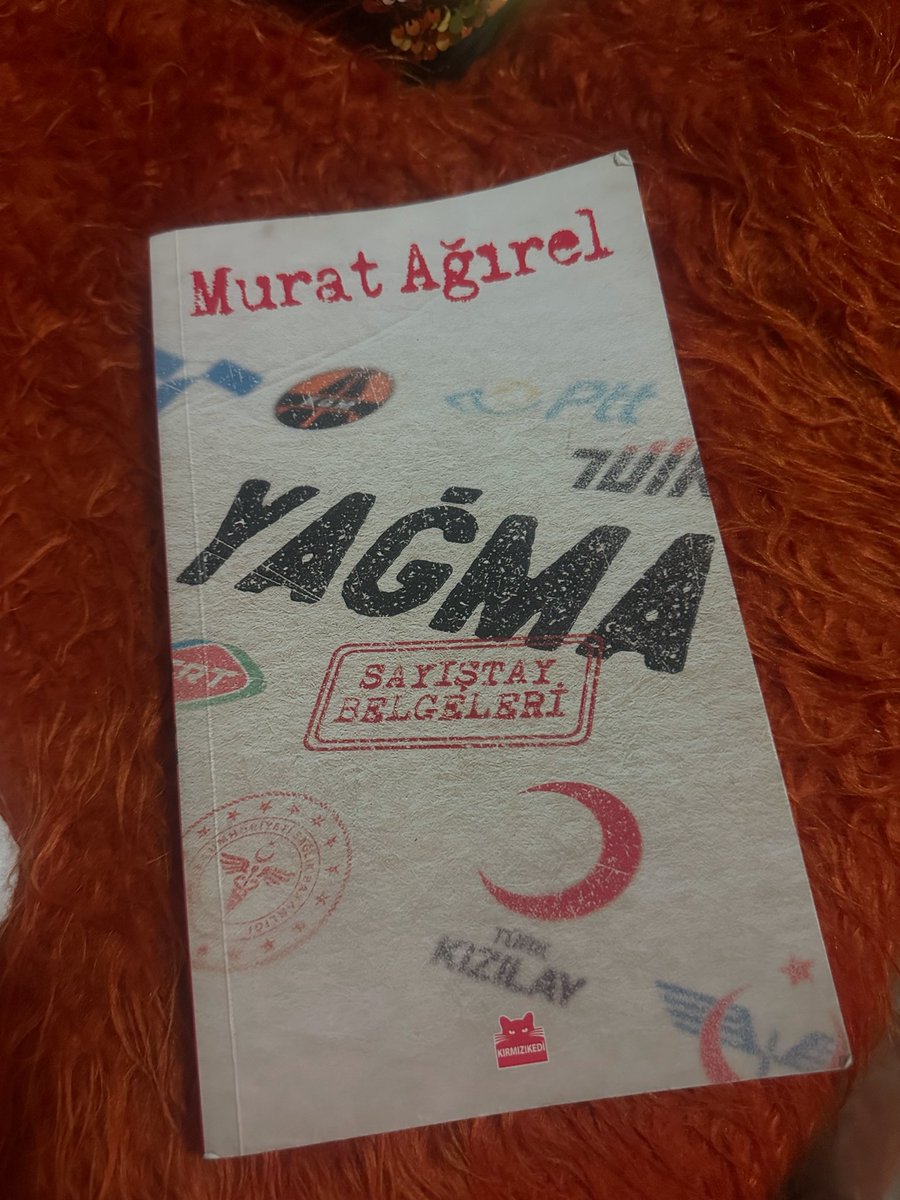 Murat Ağırel
Ptt
TÜİK
YAĞMA
SAYIŞTAY
BELGELERİ
TÜRK
KIZILAY
KIRMIZIKEDİ